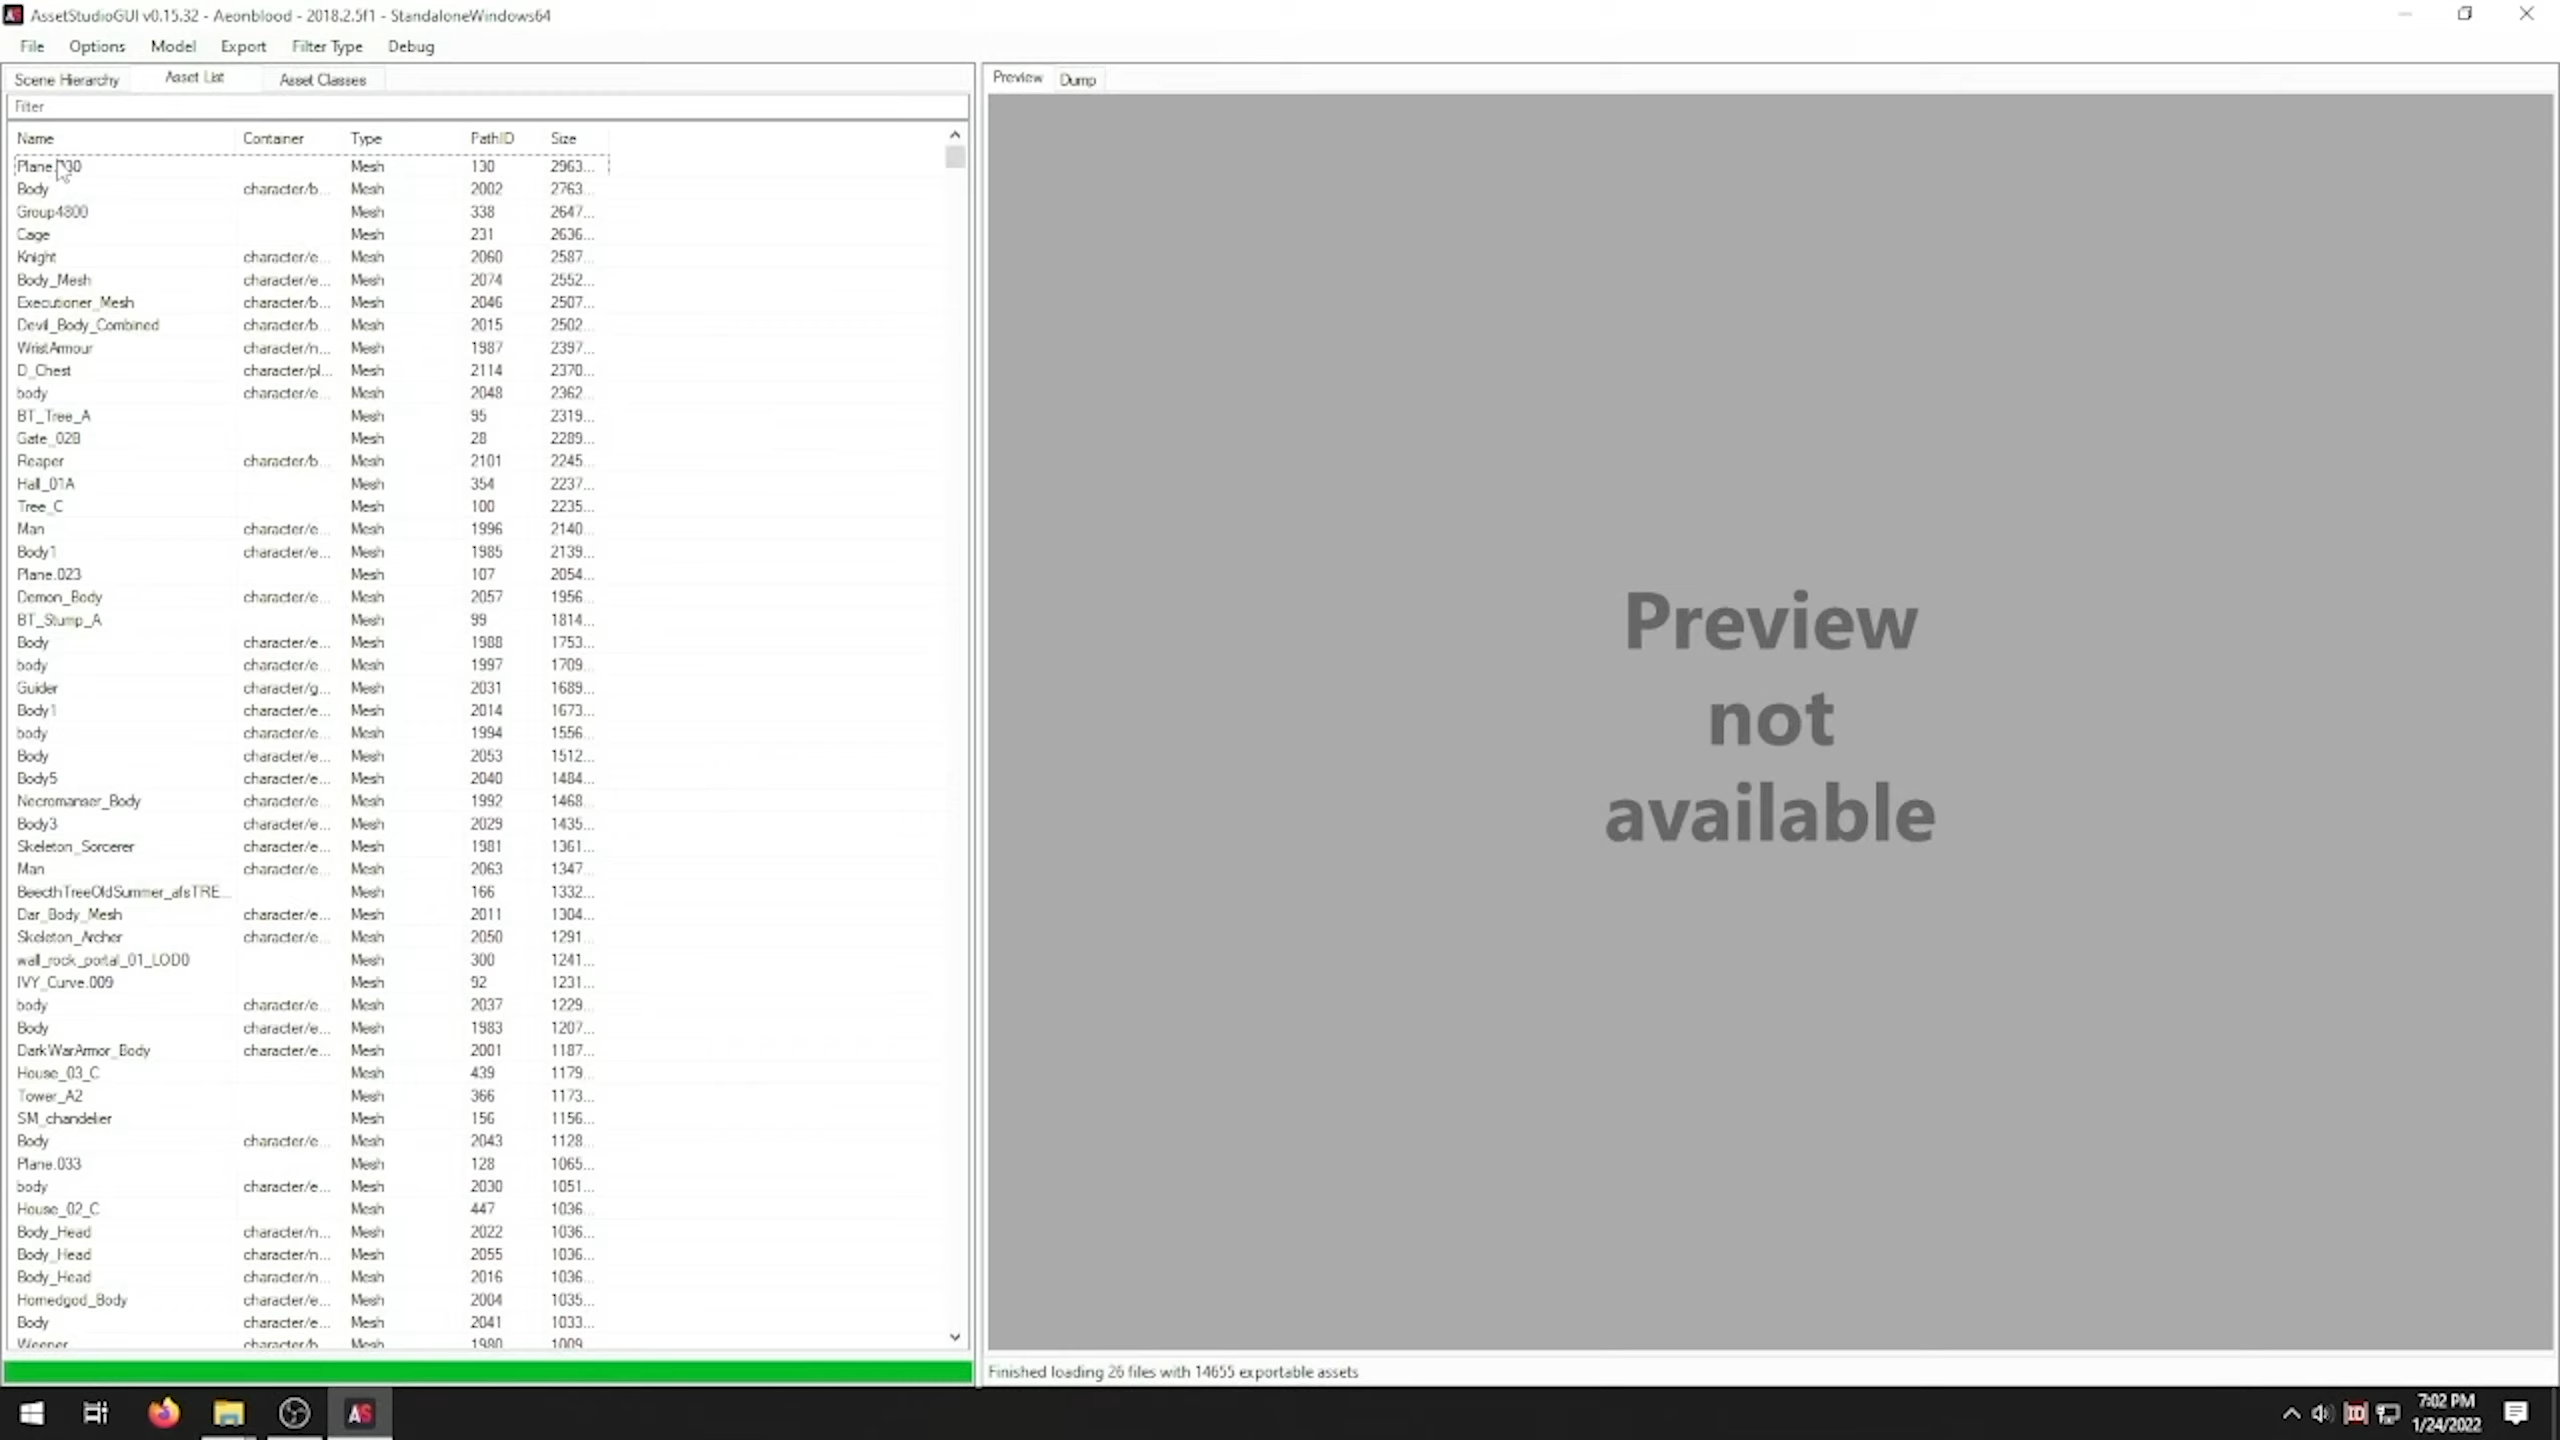 AssetStudioGUI v0.15.32 - Aeonblood - 2018.2.5f1 - StandaloneWindows64
File Options Model Export Filter Type Debug
Scene Hierarchy Asset List Asset Classes
Filter
Name Container Type PathID Size
Plane. 30 Mesh 130 2963...
Body character/b... Mesh 2002 2763...
Group4800 Mesh 338 2647...
Cage Mesh 231 2636...
Knight character/e... Mesh 2060 2587...
Body_Mesh character/e... Mesh 2074 2552...
Executioner_Mesh character/b... Mesh 2046 2507...
Devil_Body_Combined character/b... Mesh 2015 2502...
WristArmour character/n... Mesh 1987 2397...
D_Chest character/pl... Mesh 2114 2370...
body character/e... Mesh 2048 2362...
BT_Tree_A Mesh 95 2319...
Gate_02B Mesh 28 2289...
Reaper character/b... Mesh 2101 2245...
Hall_01A Mesh 354 2237...
Tree_C Mesh 100 2235...
Man character/e... Mesh 1996 2140...
Body1 character/e... Mesh 1985 2139...
Plane.023 Mesh 107 2054...
Demon_Body character/e... Mesh 2057 1956...
BT_Stump_A Mesh 99 1814...
Body character/e... Mesh 1988 1753...
body character/e... Mesh 1997 1709...
Guider character/g... Mesh 2031 1689...
Body1 character/e... Mesh 2014 1673...
body character/e... Mesh 1994 1556...
Body character/e... Mesh 2053 1512...
Body5 character/e... Mesh 2040 1484...
Necromanser_Body character/e... Mesh 1992 1468...
Body3 character/e... Mesh 2029 1435...
Skeleton_Sorcerer character/e... Mesh 1981 1361...
Man character/e... Mesh 2063 1347...
BeecthTreeOldSummer_afsTRE... Mesh 166 1332...
Dar_Body_Mesh character/e... Mesh 2011 1304...
Skeleton_Archer character/e... Mesh 2050 1291...
wall_rock_portal_01_LOD0 Mesh 300 1241...
IVY_Curve.009 Mesh 92 1231...
body character/e... Mesh 2037 1229...
Body character/e... Mesh 1983 1207...
DarkWarArmor_Body character/e... Mesh 2001 1187...
House_03_C Mesh 439 1179...
Tower_A2 Mesh 366 1173...
SM_chandelier Mesh 156 1156...
Body character/e... Mesh 2043 1128...
Plane.033 Mesh 128 1065...
body character/e... Mesh 2030 1051...
House_02_C Mesh 447 1036...
Body_Head character/n... Mesh 2022 1036...
Body_Head character/n... Mesh 2055 1036...
Body_Head character/n... Mesh 2016 1036...
Hornedgod_Body character/e... Mesh 2004 1035...
Body character/e... Mesh 2041 1033...
character/b... Mesh 1980 1009...
Preview Dump
Preview
not
available
Finished loading 26 files with 14655 exportable assets
AS
7:02 PM
1/24/2022